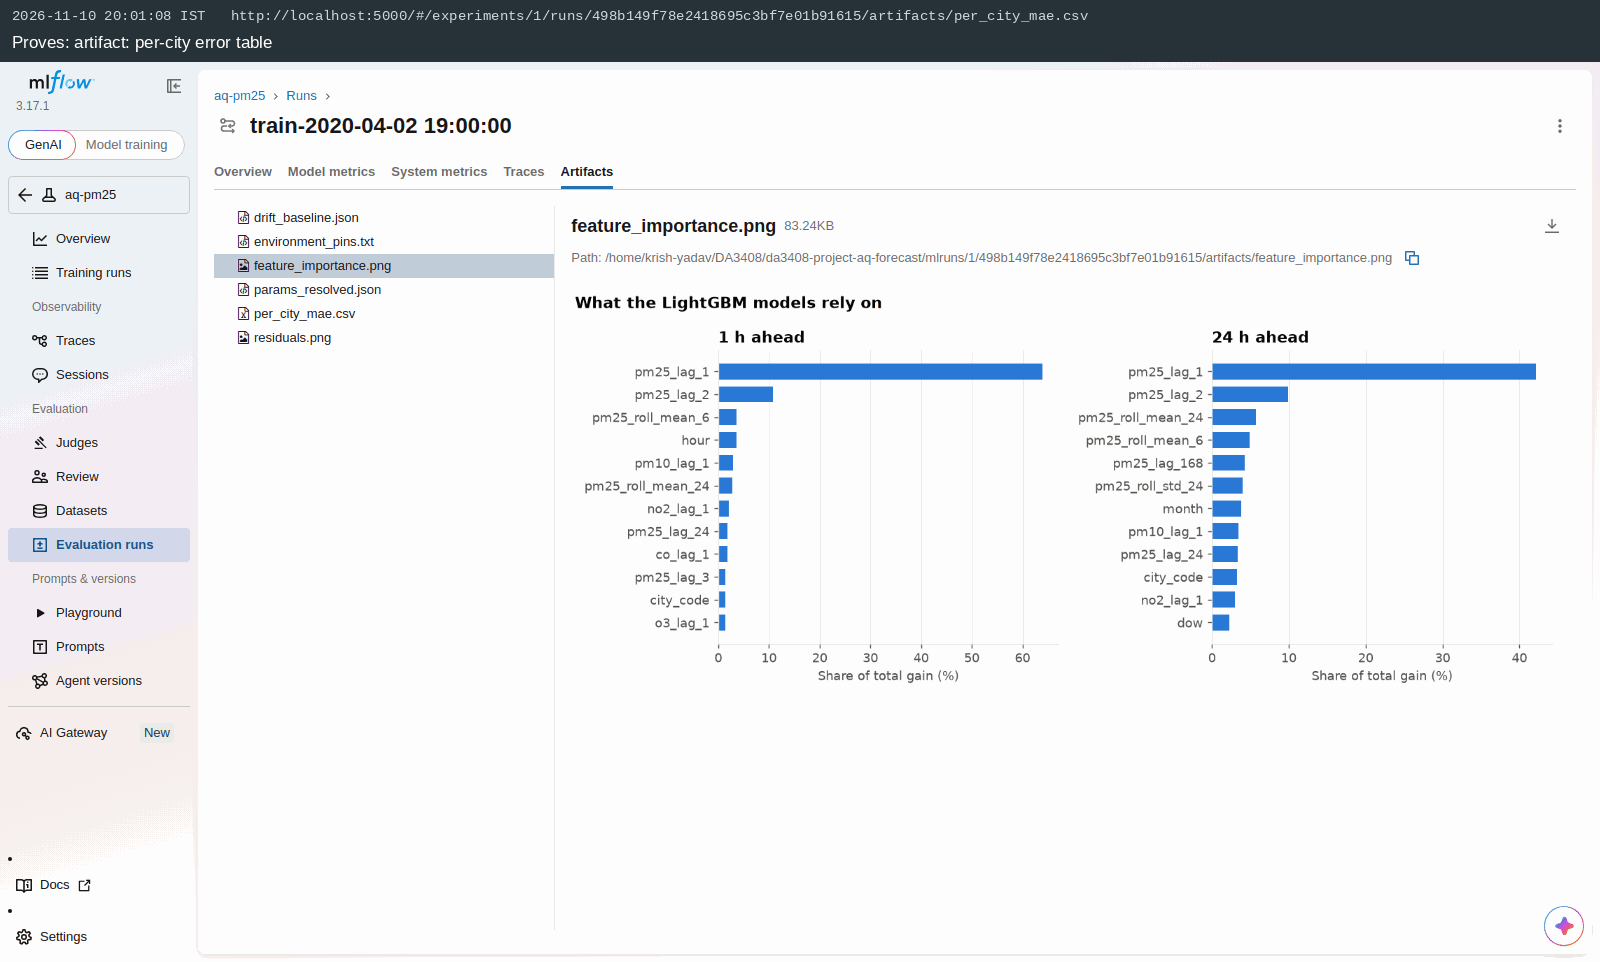 2026-11-10 20:01:08 IST http://localhost:5000/#/experiments/1/runs/498b149f78e2418695c3bf7e01b91615/artifacts/per_city_mae.csv
Proves: artifact: per-city error table
mlflow
3.17.1
GenAI Model training
aq-pm25
Overview
Training runs
Observability
Traces
Sessions
Evaluation
Judges
Review
Datasets
Evaluation runs
Prompts & versions
Playground
Prompts
Agent versions
AI Gateway New
Docs
Settings
aq-pm25 › Runs ›
train-2020-04-02 19:00:00
Overview Model metrics System metrics Traces Artifacts
drift_baseline.json
environment_pins.txt
feature_importance.png
params_resolved.json
per_city_mae.csv
residuals.png
feature_importance.png 83.24KB
Path: /home/krish-yadav/DA3408/da3408-project-aq-forecast/mlruns/1/498b149f78e2418695c3bf7e01b91615/artifacts/feature_importance.png
What the LightGBM models rely on
1 h ahead
pm25_lag_1
pm25_lag_2
pm25_roll_mean_6
hour
pm10_lag_1
pm25_roll_mean_24
no2_lag_1
pm25_lag_24
co_lag_1
pm25_lag_3
city_code
o3_lag_1
0 10 20 30 40 50 60
Share of total gain (%)
24 h ahead
pm25_lag_1
pm25_lag_2
pm25_roll_mean_24
pm25_roll_mean_6
pm25_lag_168
pm25_roll_std_24
month
pm10_lag_1
pm25_lag_24
city_code
no2_lag_1
dow
0 10 20 30 40
Share of total gain (%)